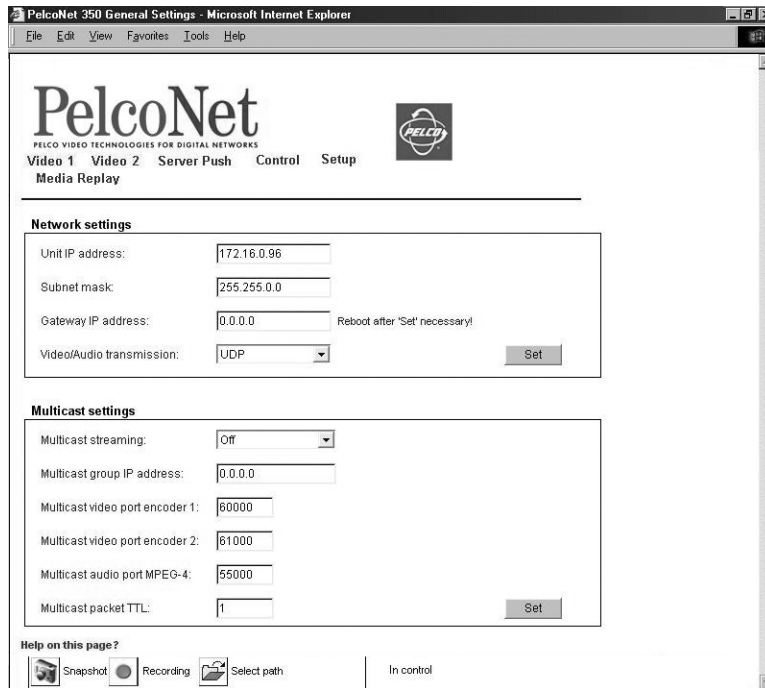 PelcoNet 350 General Settings - Microsoft Internet Explorer
File Edit View Favorites Tools Help
PelcoNet
PELCO VIDEO TECHNOLOGIES FOR DIGITAL NETWORKS
PELCO
Video 1 Video 2 Server Push Control Setup
Media Replay
Network settings
Unit IP address: 172.16.0.96
Subnet mask: 255.255.0.0
Gateway IP address: 0.0.0.0 Reboot after 'Set' necessary!
Video/Audio transmission: UDP Set
Multicast settings
Multicast streaming: Off
Multicast group IP address: 0.0.0.0
Multicast video port encoder 1: 60000
Multicast video port encoder 2: 61000
Multicast audio port MPEG-4: 55000
Multicast packet TTL: 1 Set
Help on this page?
Snapshot Recording Select path In control